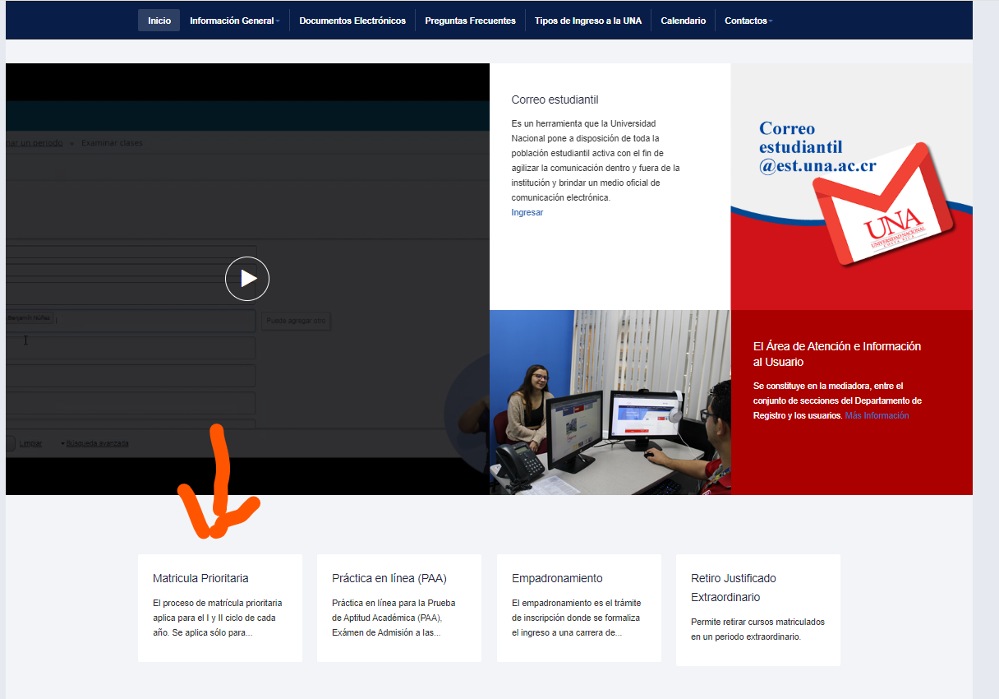 Inicio
Información General
Documentos Electrónicos
Preguntas Frecuentes
Tipos de Ingreso a la UNA
Calendario
Contactos
nar un periodo » Examinar clases
Benjamín Núñez
Puede agregar otro
Limpiar
Búsqueda avanzada
Correo estudiantil
Es un herramienta que la Universidad
Nacional pone a disposición de toda la
población estudiantil activa con el fin de
agilizar la comunicación dentro y fuera de la
institución y brindar un medio oficial de
comunicación electrónica.
Ingresar
Correo
estudiantil
@est.una.ac.cr
UNA
UNIVERSIDAD NACIONAL
COSTA RICA
El Área de Atención e Información
al Usuario
Se constituye en la mediadora, entre el
conjunto de secciones del Departamento de
Registro y los usuarios. Más Información
Matricula Prioritaria
El proceso de matrícula prioritaria
aplica para el I y II ciclo de cada
año. Se aplica sólo para...
Práctica en línea (PAA)
Práctica en línea para la Prueba
de Aptitud Académica (PAA),
Exámen de Admisión a las...
Empadronamiento
El empadronamiento es el trámite
de inscripción donde se formaliza
el ingreso a una carrera de...
Retiro Justificado
Extraordinario
Permite retirar cursos matriculados
en un periodo extraordinario.